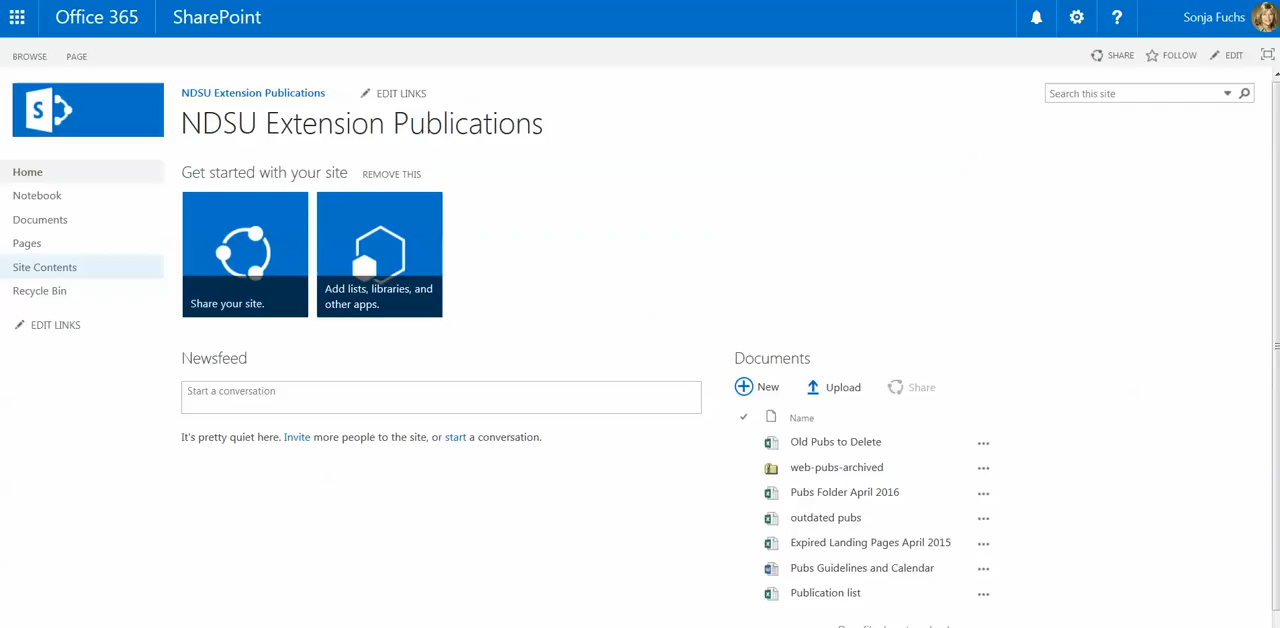 Office 365 SharePoint Sonja Fuchs
BROWSE PAGE SHARE FOLLOW EDIT
S
NDSU Extension Publications EDIT LINKS Search this site
NDSU Extension Publications
Home
Notebook
Documents
Pages
Site Contents
Recycle Bin
EDIT LINKS
Get started with your site REMOVE THIS
Share your site.
Add lists, libraries, and
other apps.
Newsfeed
Start a conversation
It's pretty quiet here. Invite more people to the site, or start a conversation.
Documents
New Upload Share
Name
Old Pubs to Delete
web-pubs-archived
Pubs Folder April 2016
outdated pubs
Expired Landing Pages April 2015
Pubs Guidelines and Calendar
Publication list